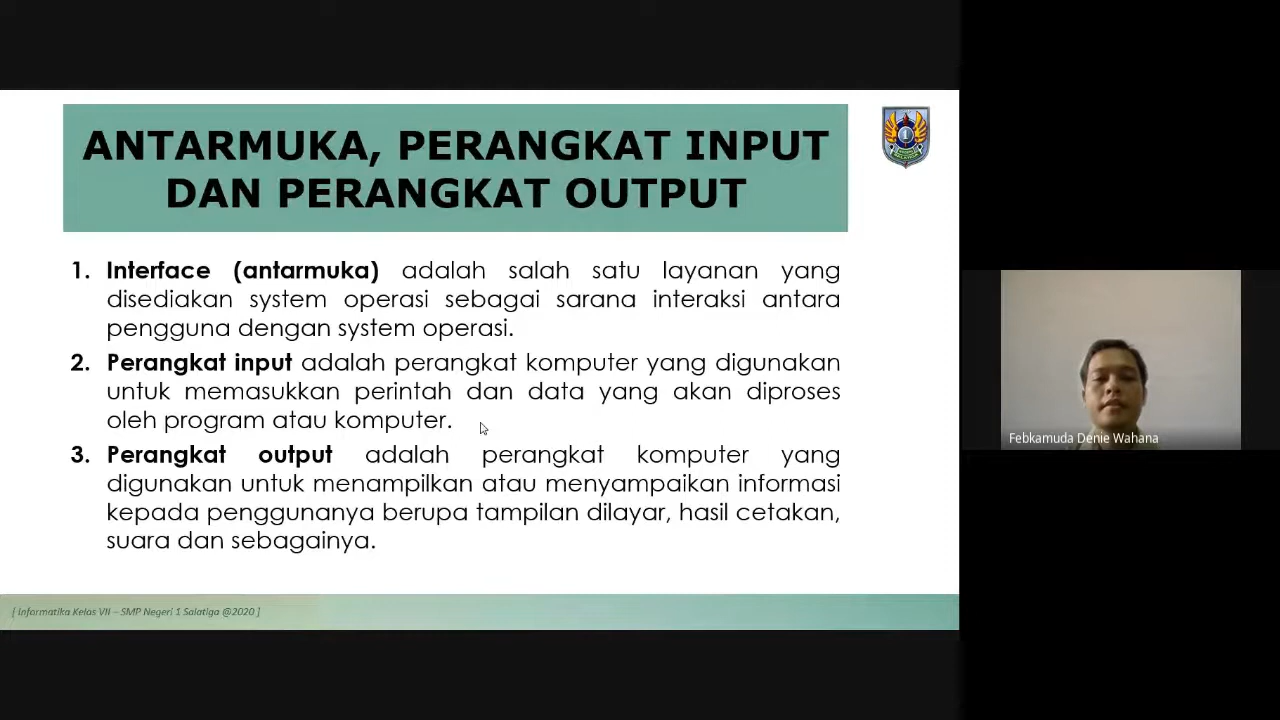 ANTARMUKA, PERANGKAT INPUT
DAN PERANGKAT OUTPUT
1
1. Interface (antarmuka) adalah salah satu layanan yang
disediakan system operasi sebagai sarana interaksi antara
pengguna dengan system operasi.
2. Perangkat input adalah perangkat komputer yang digunakan
untuk memasukkan perintah dan data yang akan diproses
oleh program atau komputer.
3. Perangkat output adalah perangkat komputer yang
digunakan untuk menampilkan atau menyampaikan informasi
kepada penggunanya berupa tampilan dilayar, hasil cetakan,
suara dan sebagainya.
[ Informatika Kelas VII – SMP Negeri 1 Salatiga @2020 ]
Febkamuda Denie Wahana